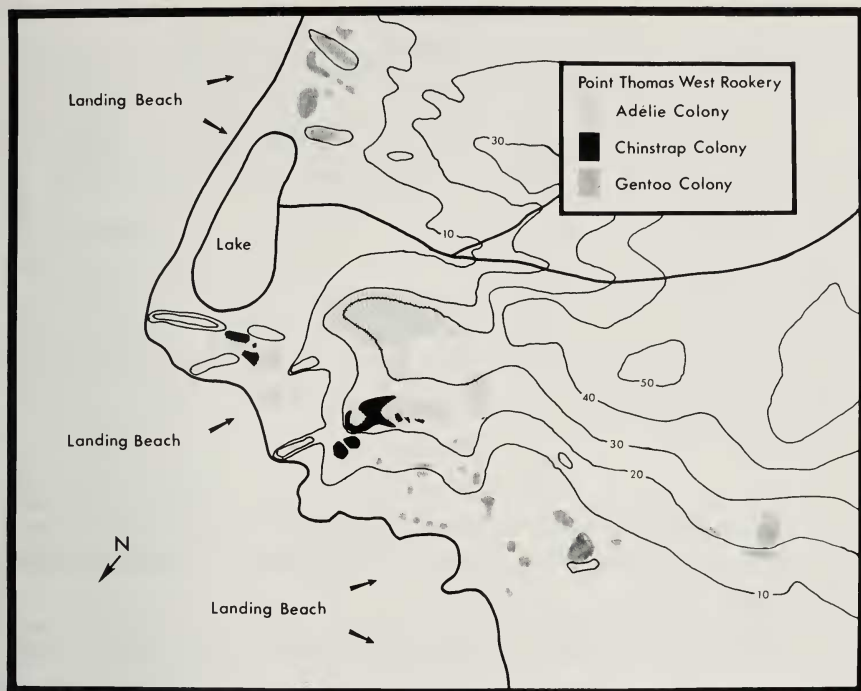 Landing Beach
Point Thomas West Rookery
Adélie Colony
Chinstrap Colony
Gentoo Colony
30
10
Lake
50
40
Landing Beach
30
20
N
10
Landing Beach